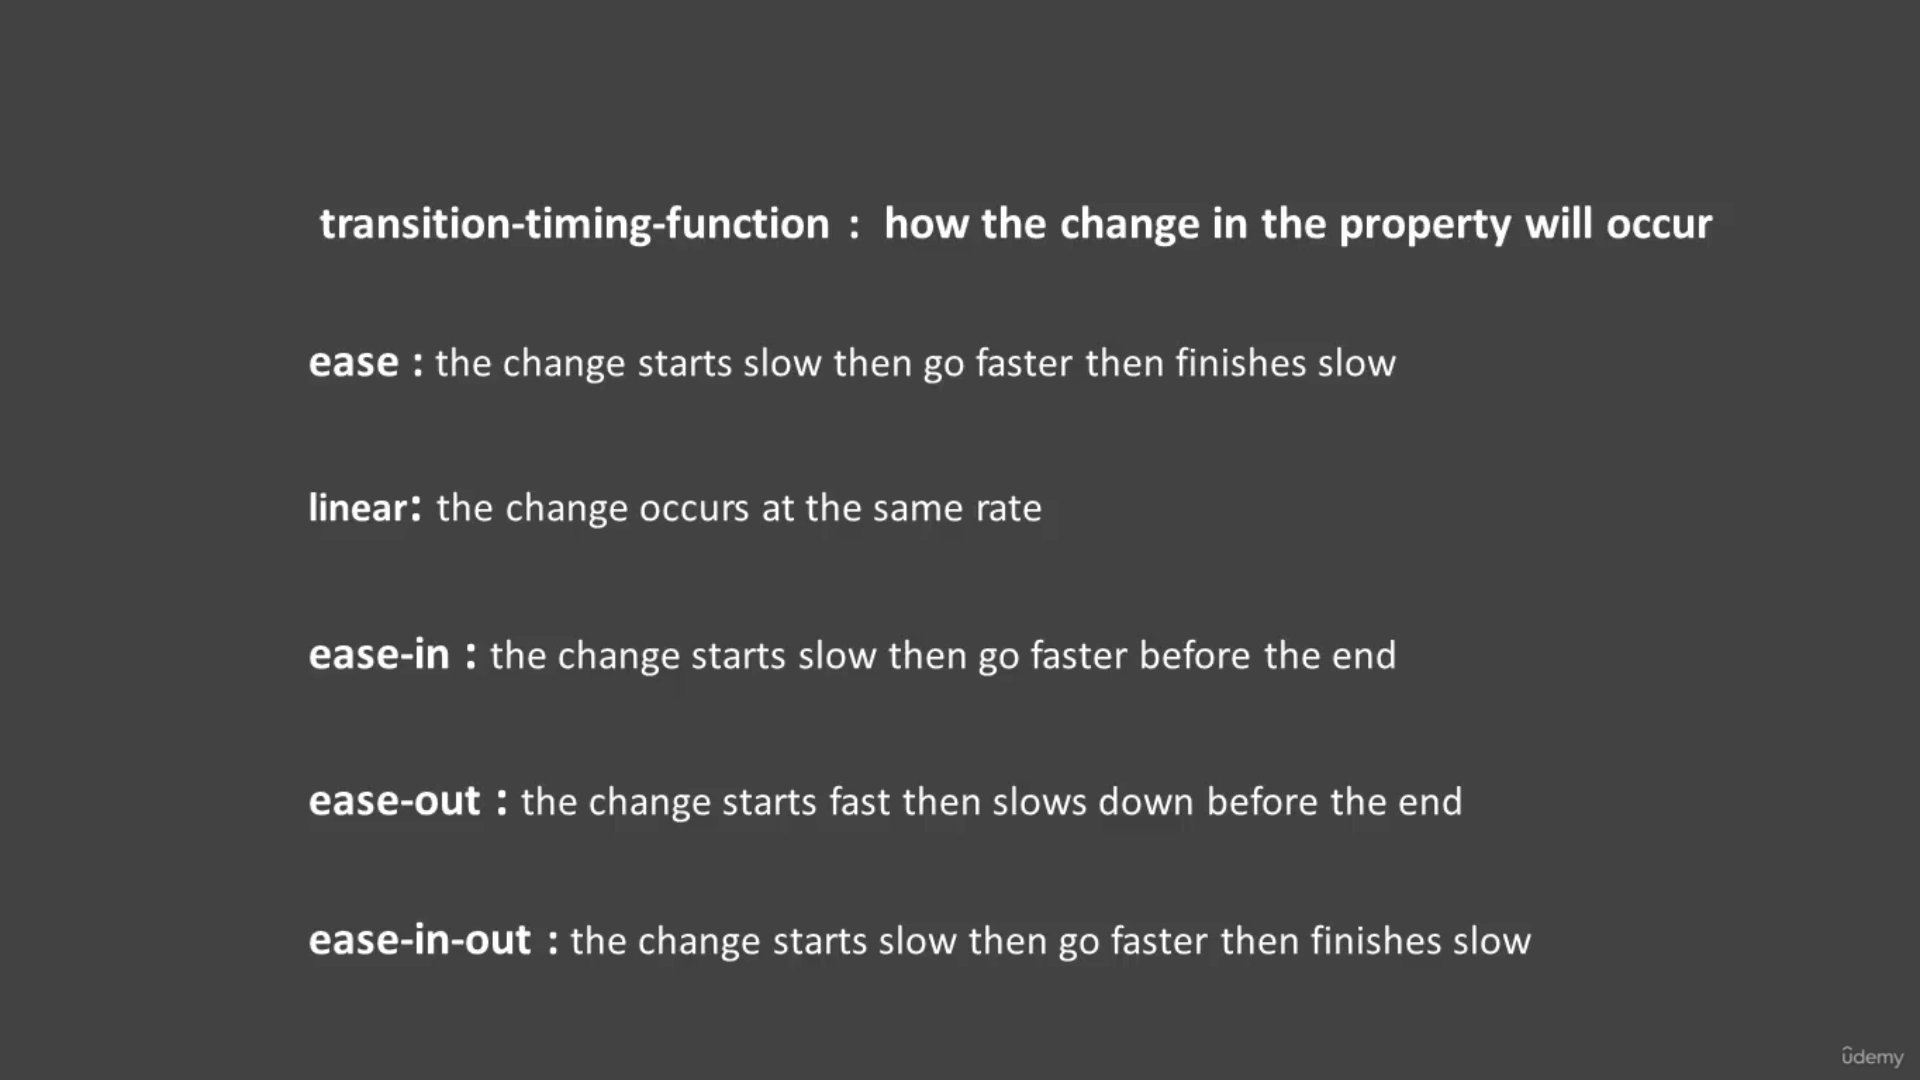 transition-timing-function : how the change in the property will occur
ease : the change starts slow then go faster then finishes slow
linear: the change occurs at the same rate
ease-in : the change starts slow then go faster before the end
ease-out : the change starts fast then slows down before the end
ease-in-out : the change starts slow then go faster then finishes slow
udemy